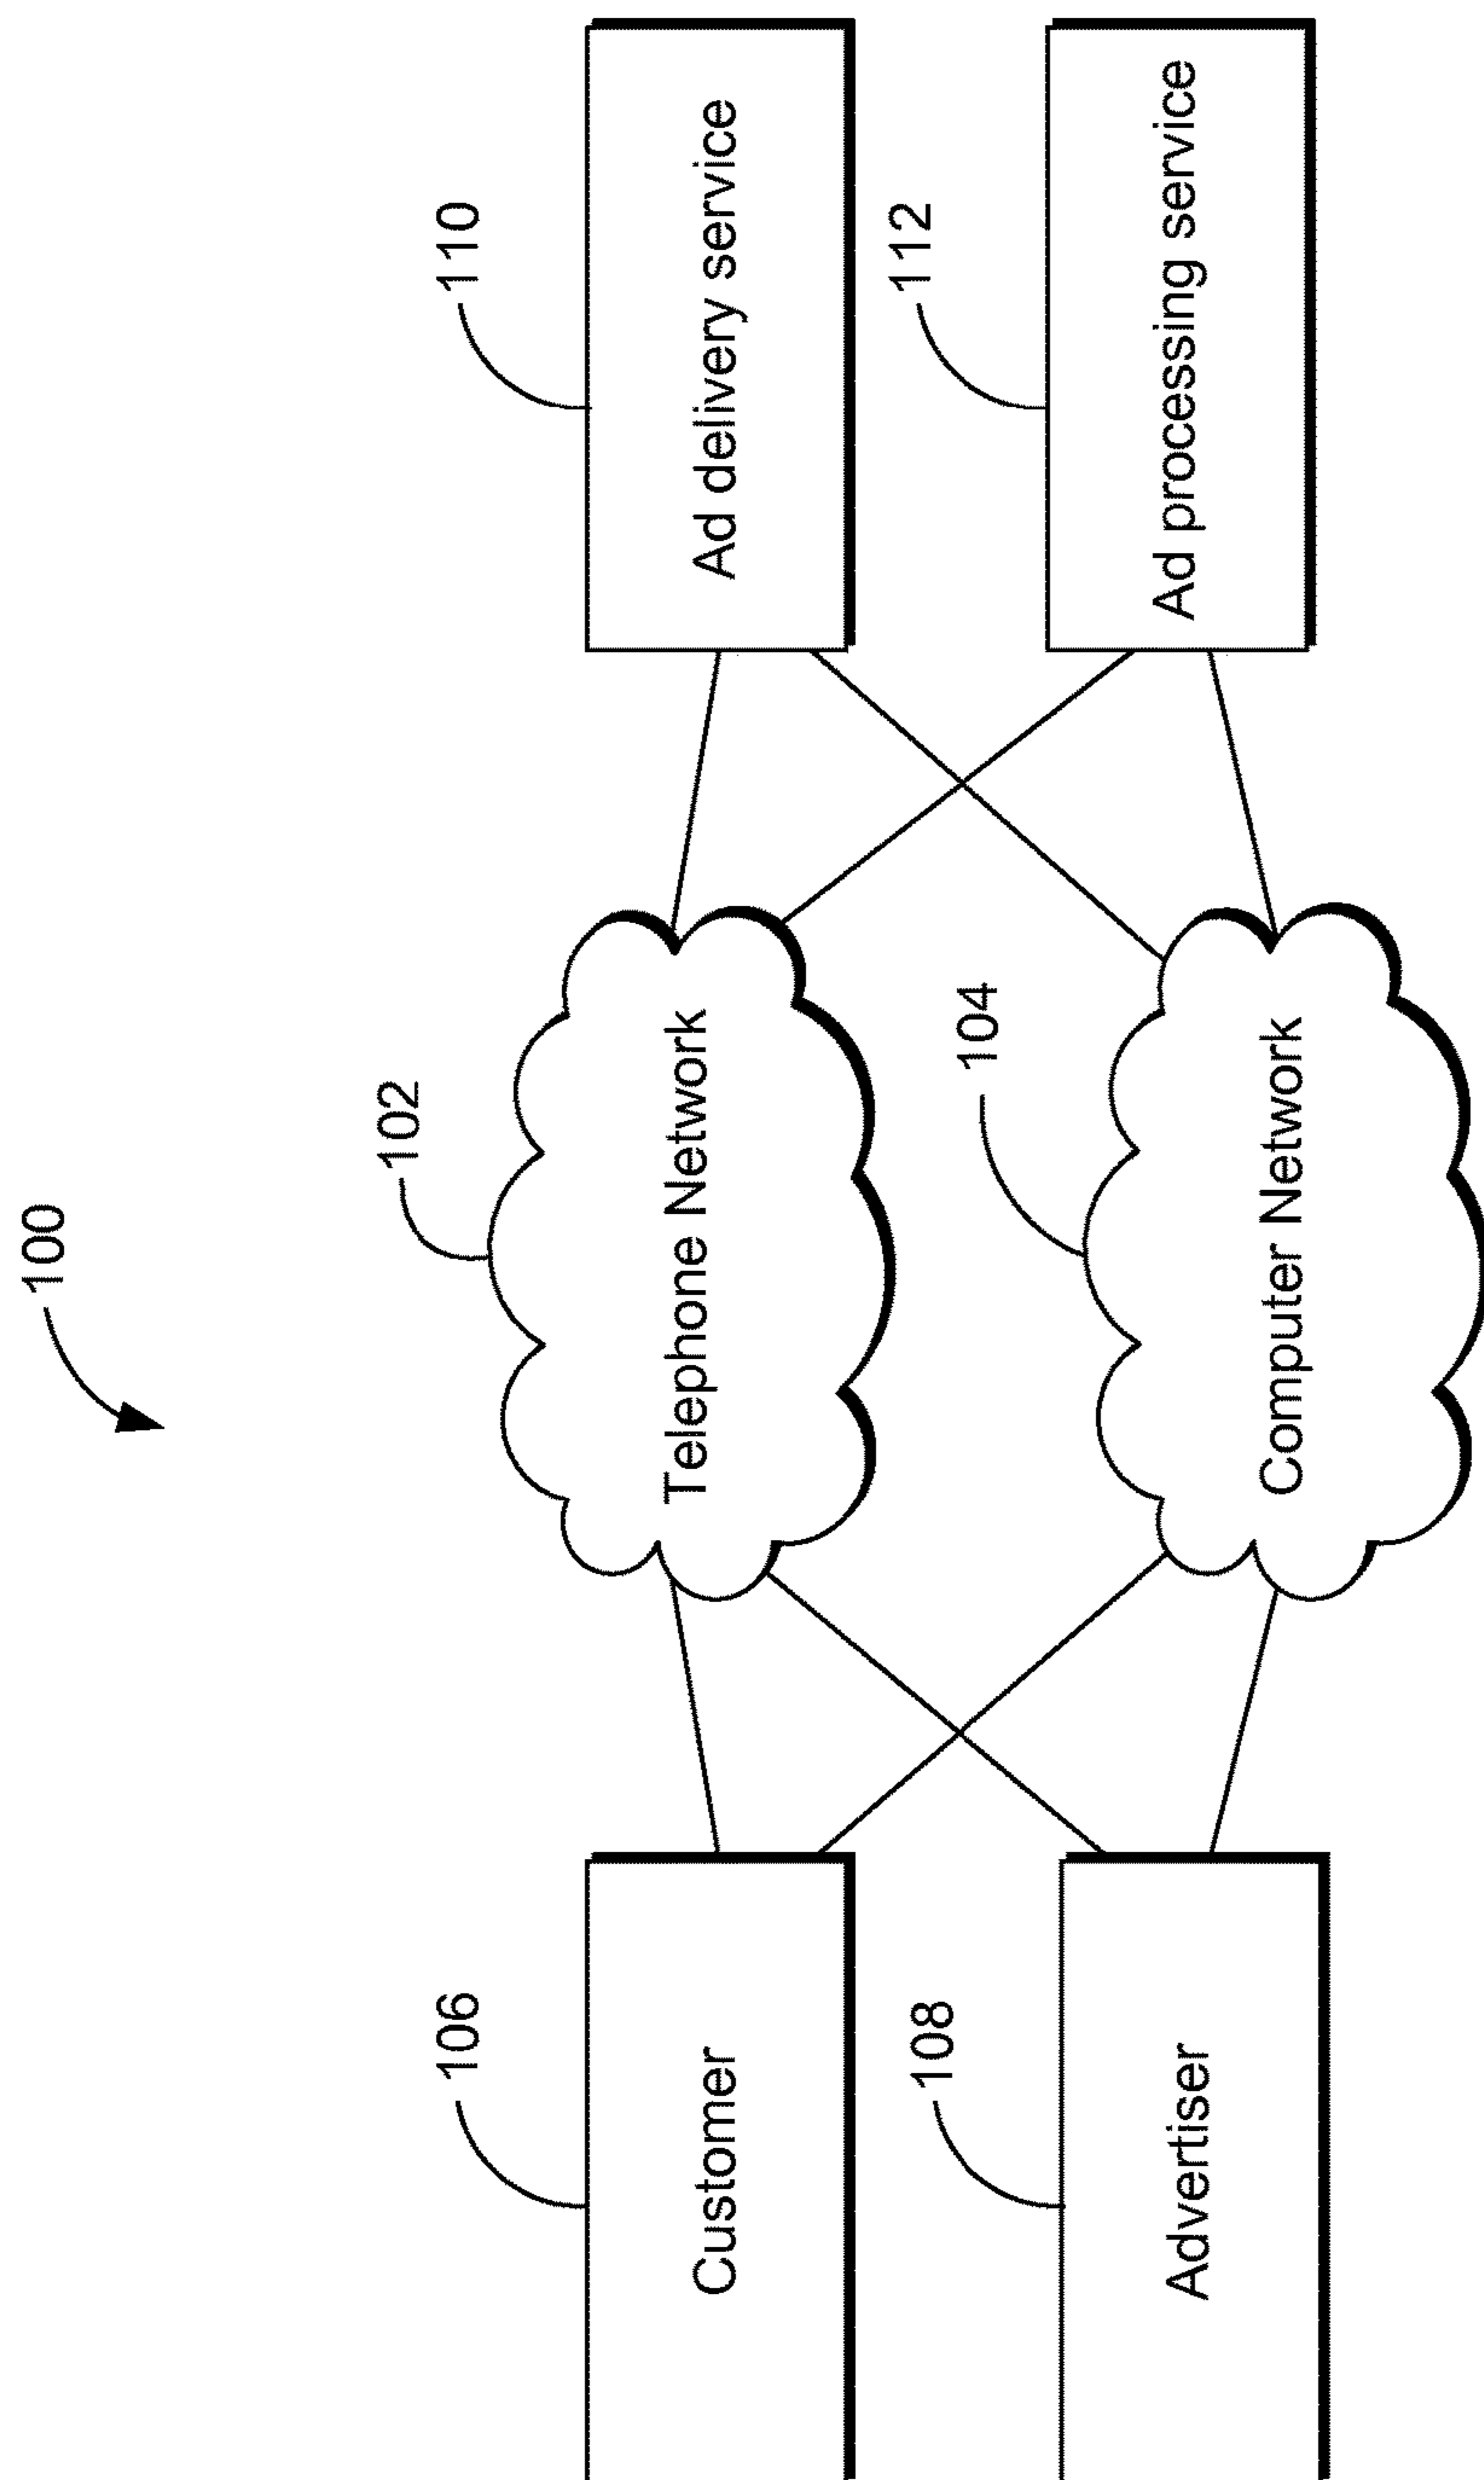 100
102
Telephone Network
104
Computer Network
106
Customer
108
Advertiser
110
Ad delivery service
112
Ad processing service